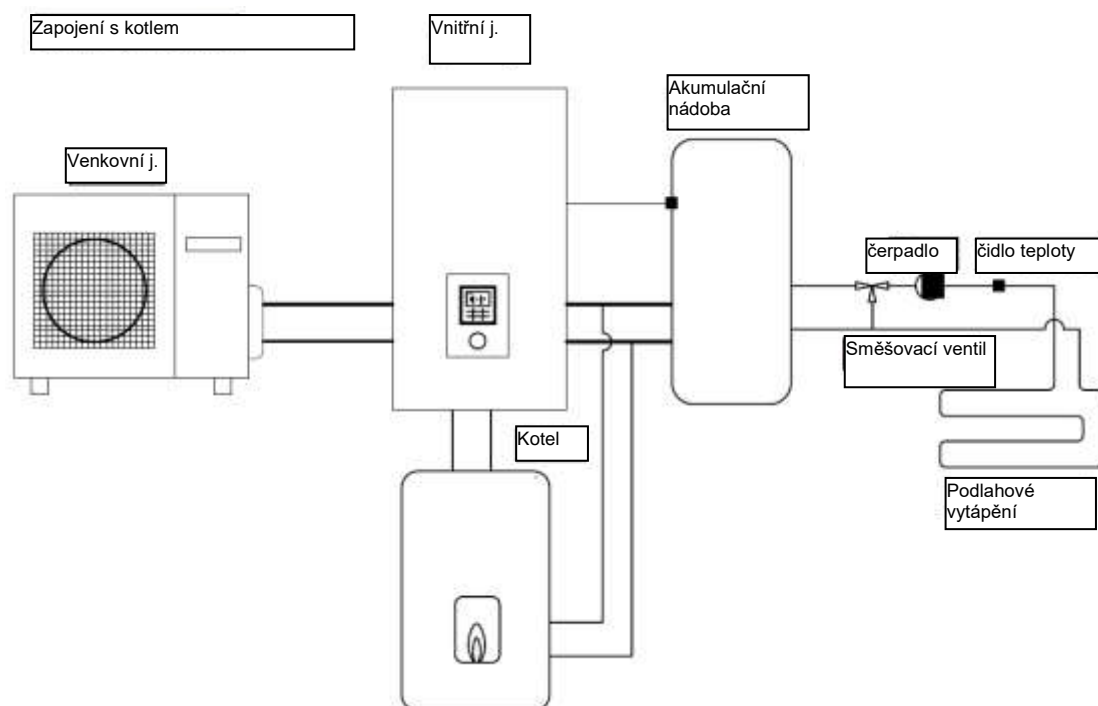 Zapojení s kotlem
Vnitřní j.
Akumulační
nádoba
Venkovní j.
čerpadlo
čidlo teploty
Směšovací ventil
Kotel
Podlahové
vytápění